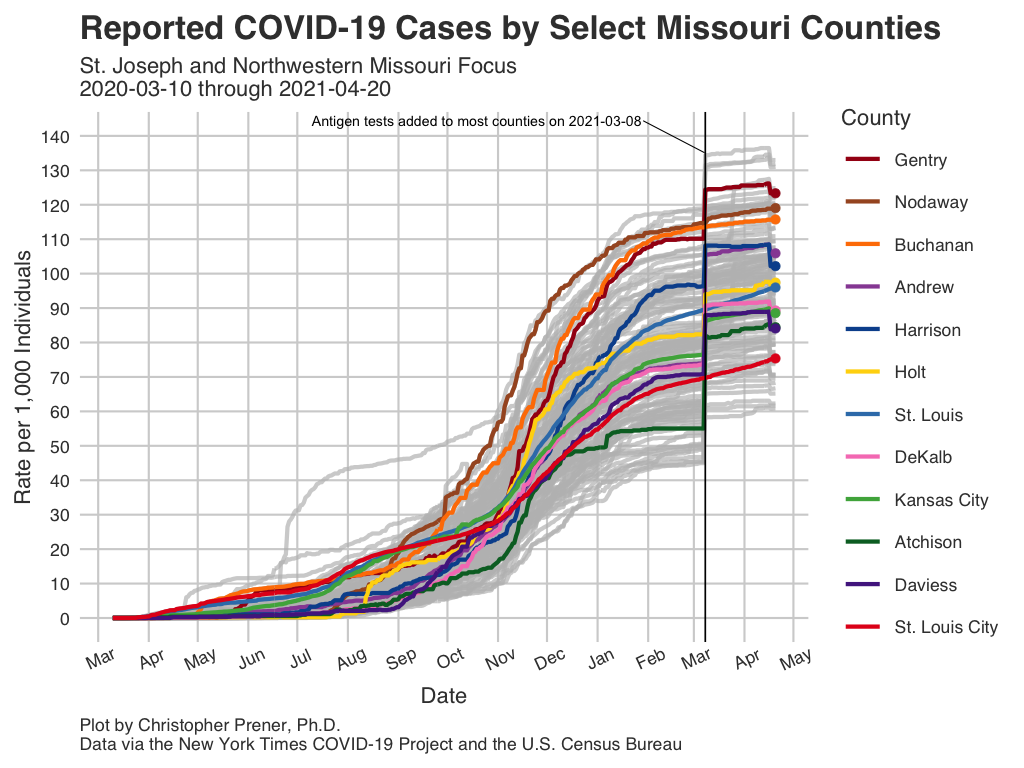 Reported COVID-19 Cases by Select Missouri Counties
St. Joseph and Northwestern Missouri Focus
2020-03-10 through 2021-04-20
Antigen tests added to most counties on 2021-03-08
Rate per 1,000 Individuals
140
130
120
110
100
90
80
70
60
50
40
30
20
10
0
Mar Apr May Jun Jul Aug Sep Oct Nov Dec Jan Feb Mar Apr May
Date
County
Gentry
Nodaway
Buchanan
Andrew
Harrison
Holt
St. Louis
DeKalb
Kansas City
Atchison
Daviess
St. Louis City
Plot by Christopher Prener, Ph.D.
Data via the New York Times COVID-19 Project and the U.S. Census Bureau